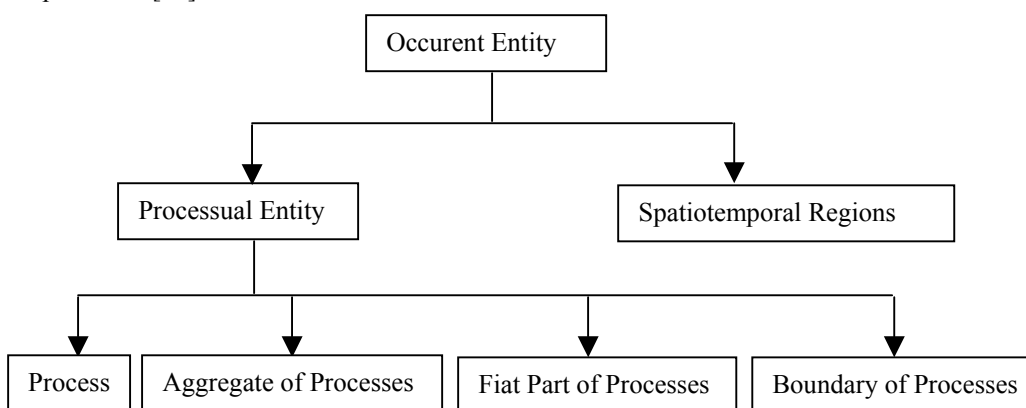 Occurent Entity
Processual Entity
Spatiotemporal Regions
Process
Aggregate of Processes
Fiat Part of Processes
Boundary of Processes